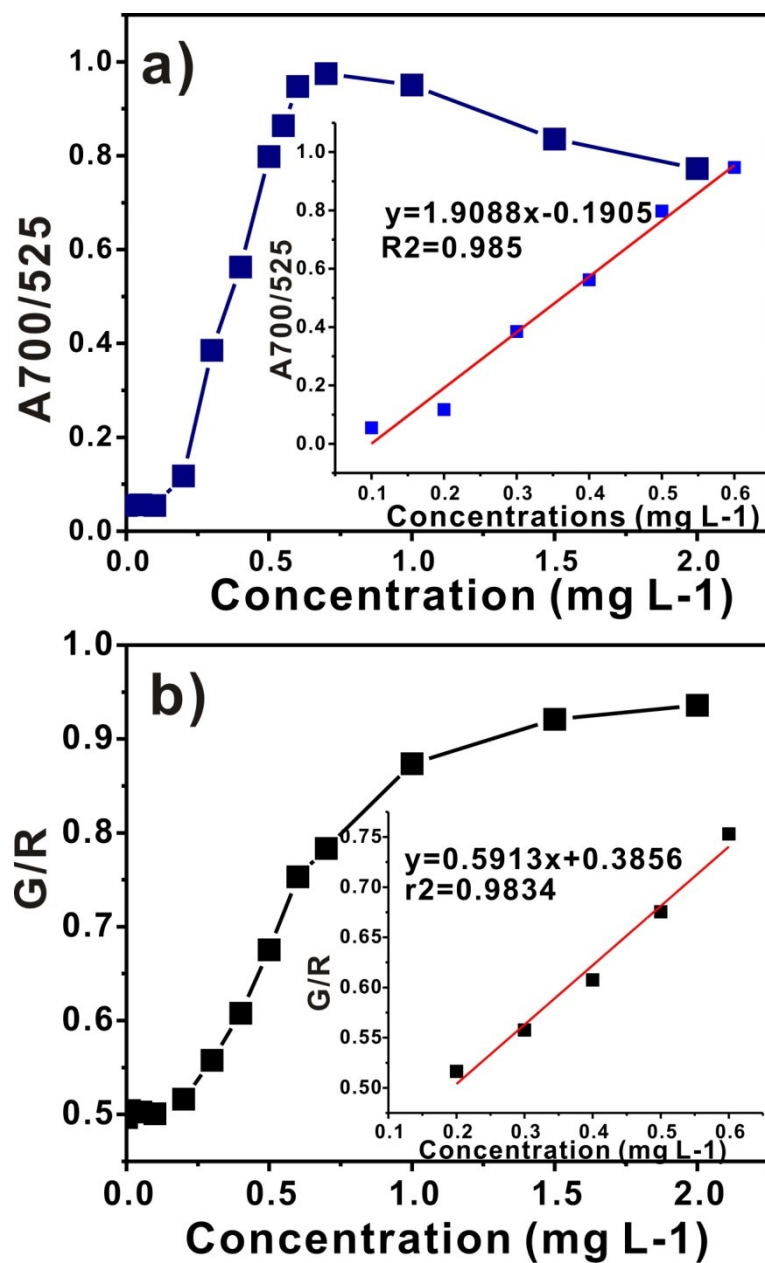 a)
1.0
0.8
0.6
0.4
0.2
0.0
A700/525
0.0 0.5 1.0 1.5 2.0
Concentration (mg L-1)
y=1.9088x-0.1905
R2=0.985
1.0
0.8
0.6
0.4
0.2
0.0
A700/525
0.1 0.2 0.3 0.4 0.5 0.6
Concentrations (mg L-1)
b)
1.0
0.9
0.8
0.7
0.6
0.5
G/R
0.0 0.5 1.0 1.5 2.0
Concentration (mg L-1)
y=0.5913x+0.3856
r2=0.9834
0.75
0.70
0.65
0.60
0.55
0.50
G/R
0.1 0.2 0.3 0.4 0.5 0.6
Concentration (mg L-1)